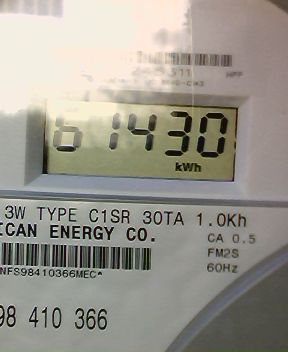 61430
kWh
3W TYPE C1SR 30TA 1.0Kh
ICAN ENERGY CO.
CA 0.5
FM2S
60Hz
NFS98410366MEC*
98 410 366